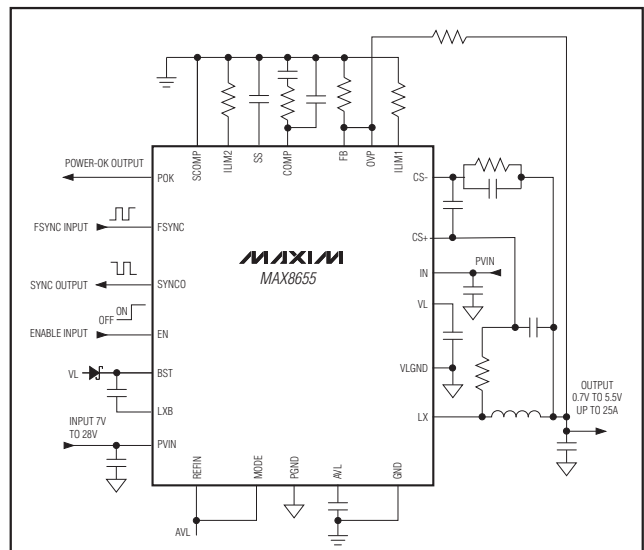 SCOMP
ILIM2
SS
COMP
FB
OVP
ILIM1
POWER-OK OUTPUT
POK
CS-
FSYNC INPUT
FSYNC
CS+
MAXIM
MAX8655
IN
PVIN
SYNC OUTPUT
SYNCO
VL
ON
OFF
ENABLE INPUT
EN
VLGND
VL
BST
OUTPUT
0.7V TO 5.5V
UP TO 25A
LXB
LX
INPUT 7V
TO 28V
PVIN
REFIN
MODE
PGND
AVL
GND
AVL